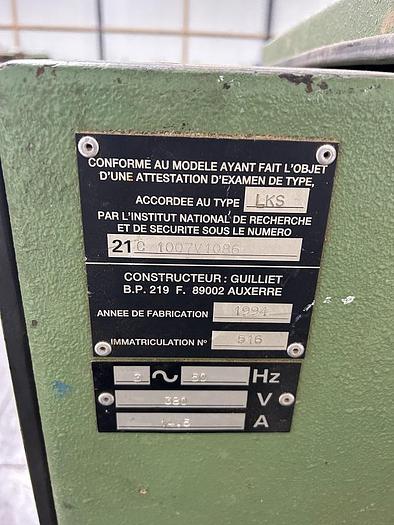 CONFORME AU MODELE AYANT FAIT L'OBJET
D'UNE ATTESTATION D'EXAMEN DE TYPE,
ACCORDEE AU TYPE LKS
PAR L'INSTITUT NATIONAL DE RECHERCHE
ET DE SECURITE SOUS LE NUMERO
21C 1007V1086
CONSTRUCTEUR : GUILLIET
B.P. 219 F. 89002 AUXERRE
ANNEE DE FABRICATION 1994
IMMATRICULATION N° 516
3 ~ 50 Hz
380 V
A